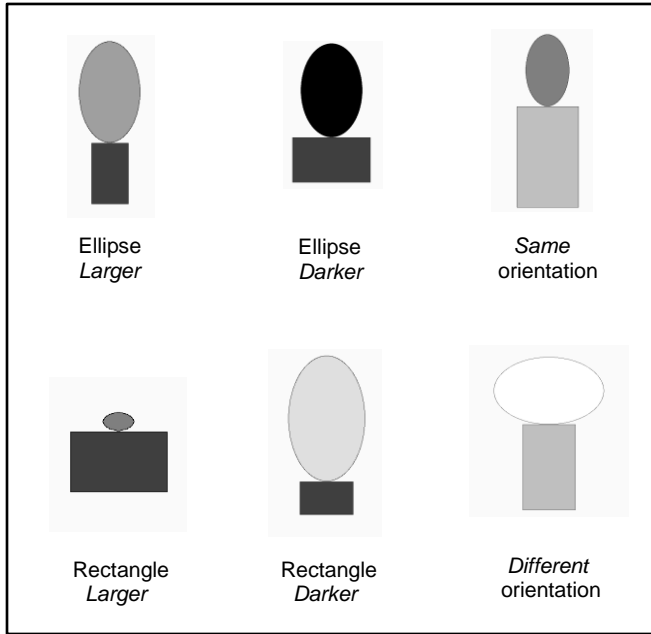 Ellipse
Larger
Ellipse
Darker
Same
orientation
Rectangle
Larger
Rectangle
Darker
Different
orientation